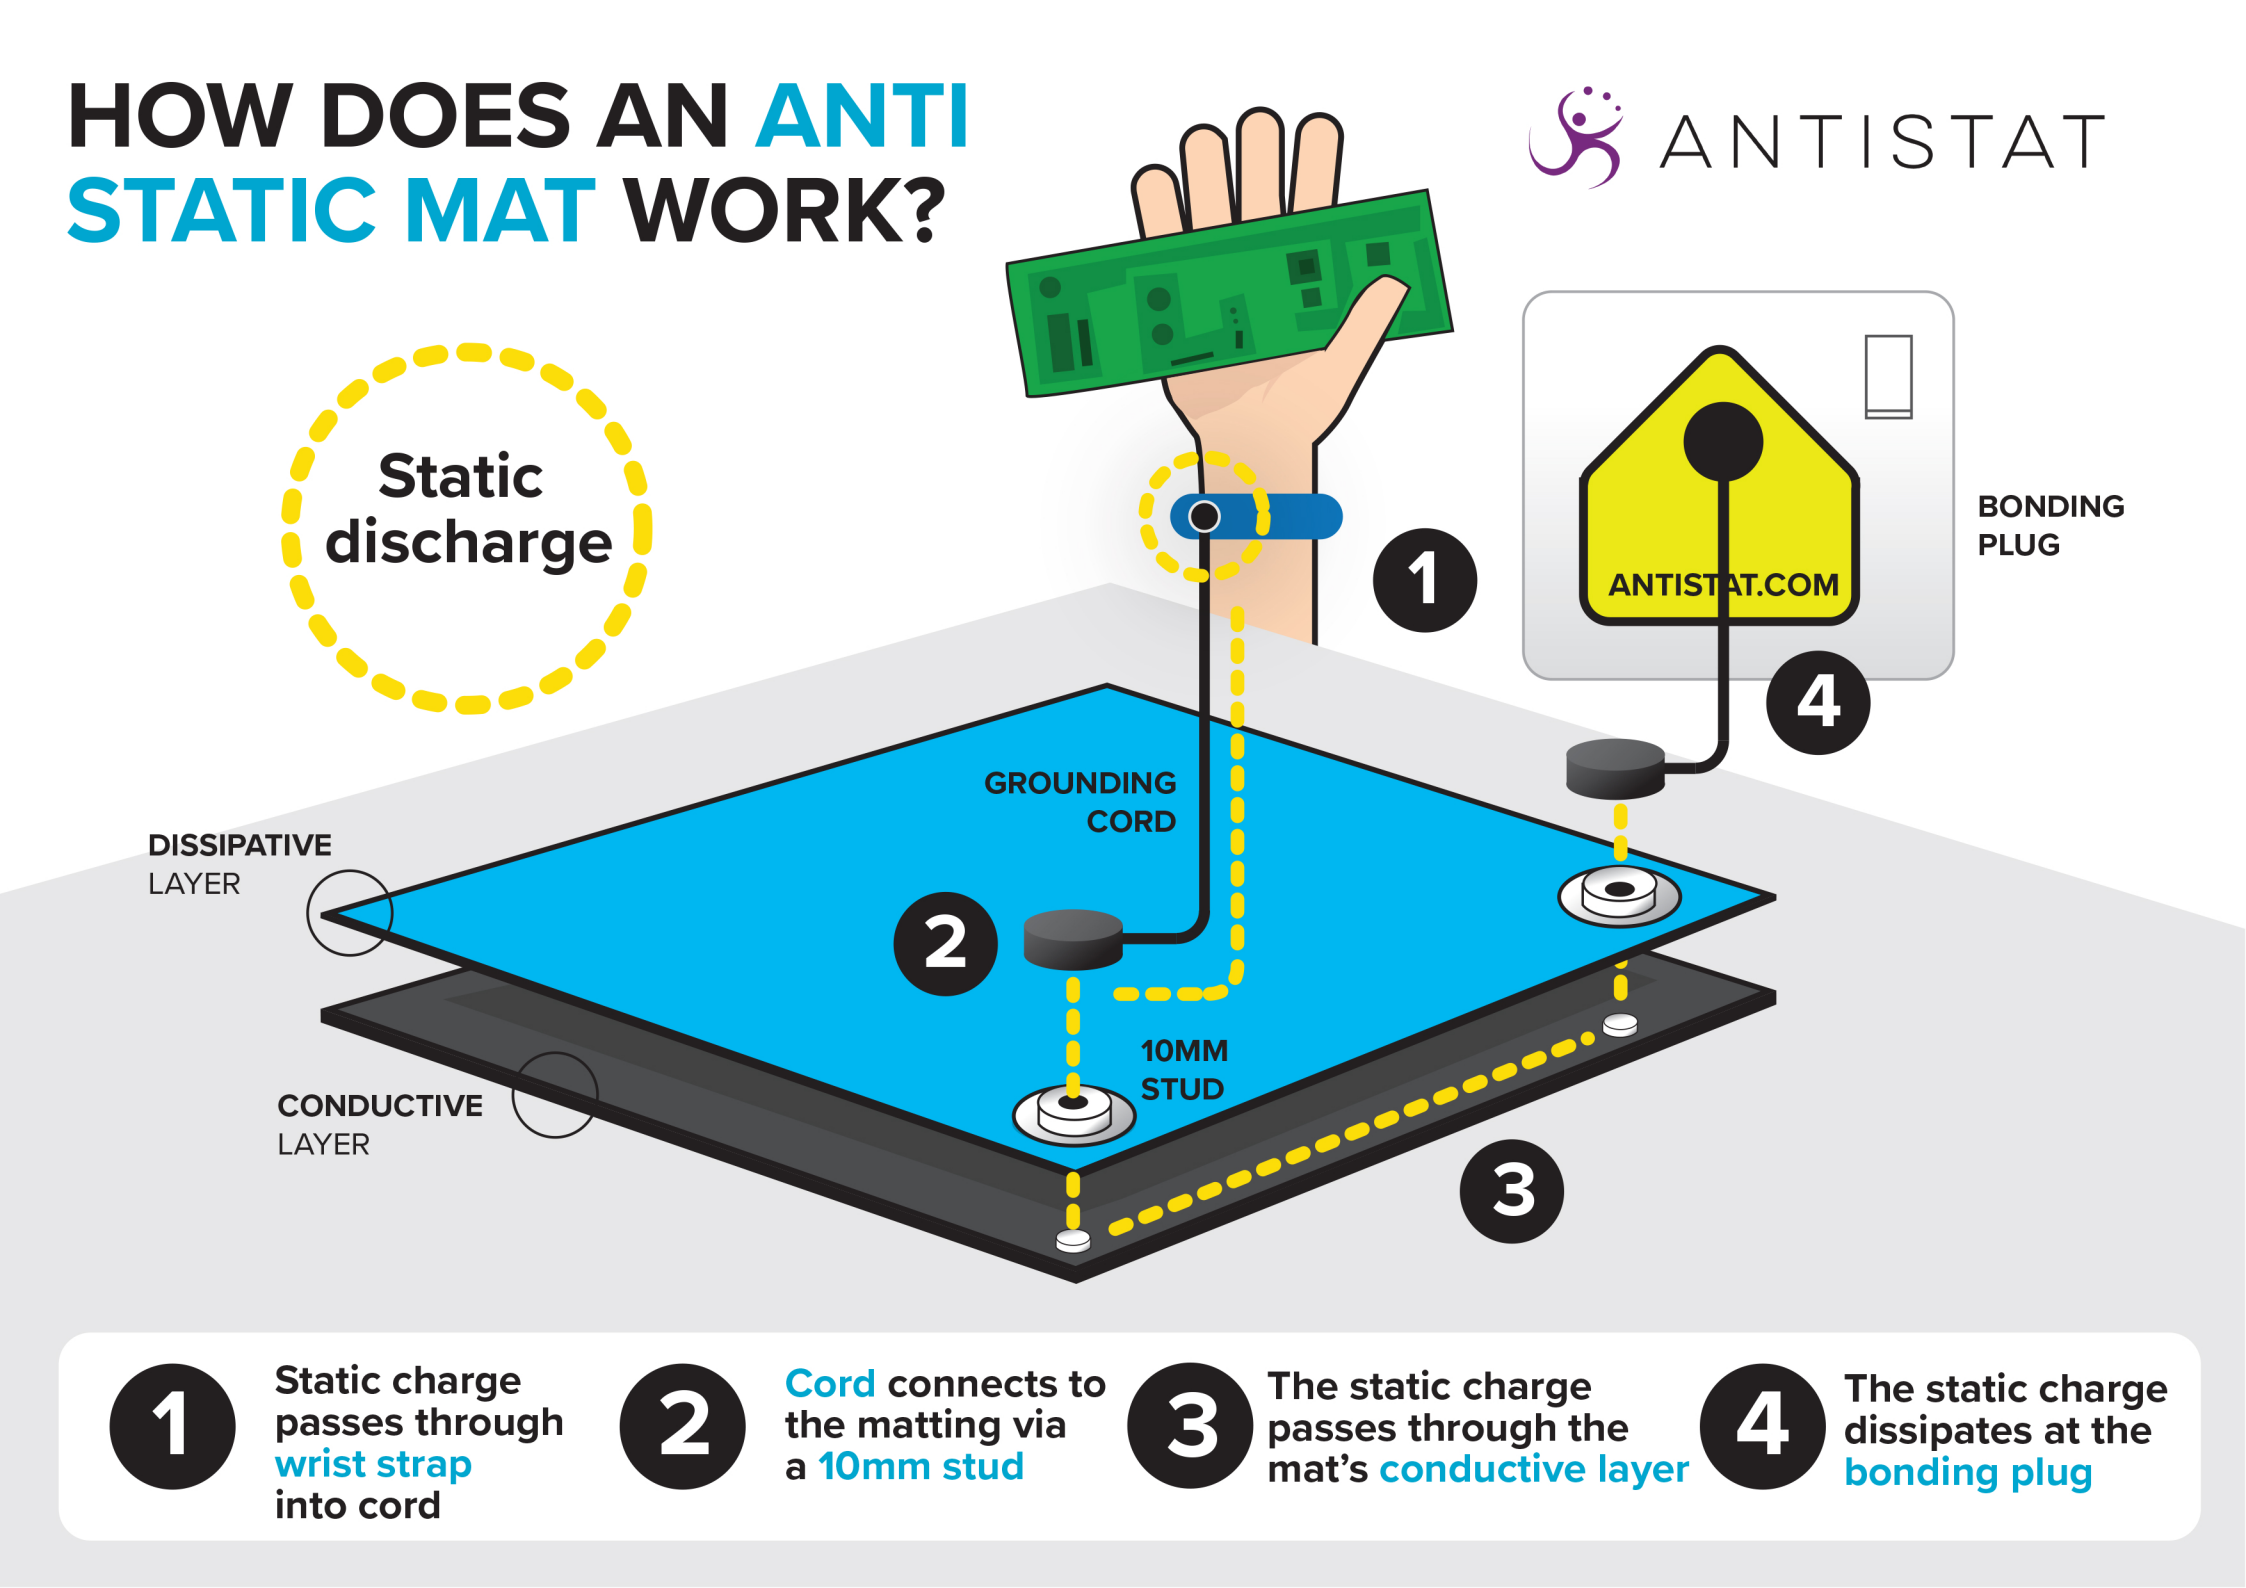 HOW DOES AN ANTI
STATIC MAT WORK?
ANTISTAT
Static
discharge
1
BONDING
PLUG
ANTISTAT.COM
4
GROUNDING
CORD
DISSIPATIVE
LAYER
2
10MM
STUD
CONDUCTIVE
LAYER
3
1
Static charge
passes through
wrist strap
into cord
2
Cord connects to
the matting via
a 10mm stud
3
The static charge
passes through the
mat's conductive layer
4
The static charge
dissipates at the
bonding plug